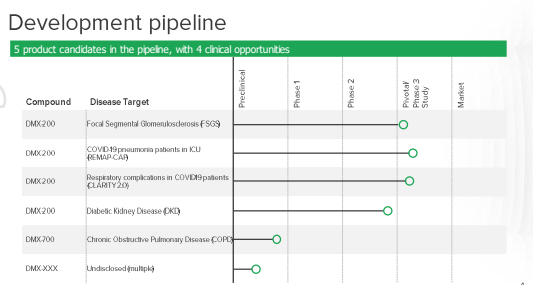 Development pipeline
5 product candidates in the pipeline, with 4 clinical opportunities
Compound Disease Target Preclinical Phase 1 Phase 2 Pivotal/ Phase 3 Study Market
DMX-200 Focal Segmental Glomerulosclerosis (FSGS)
DMX-200 COVID-19 pneumonia patients in ICU
(REMAP-CAP)
DMX-200 Respiratory complications in COVID19 patients
(CLARITY 2.0)
DMX-200 Diabetic Kidney Disease (DKD)
DMX-700 Chronic Obstructive Pulmonary Disease (COPD)
DMX-XXX Undisclosed (multiple)